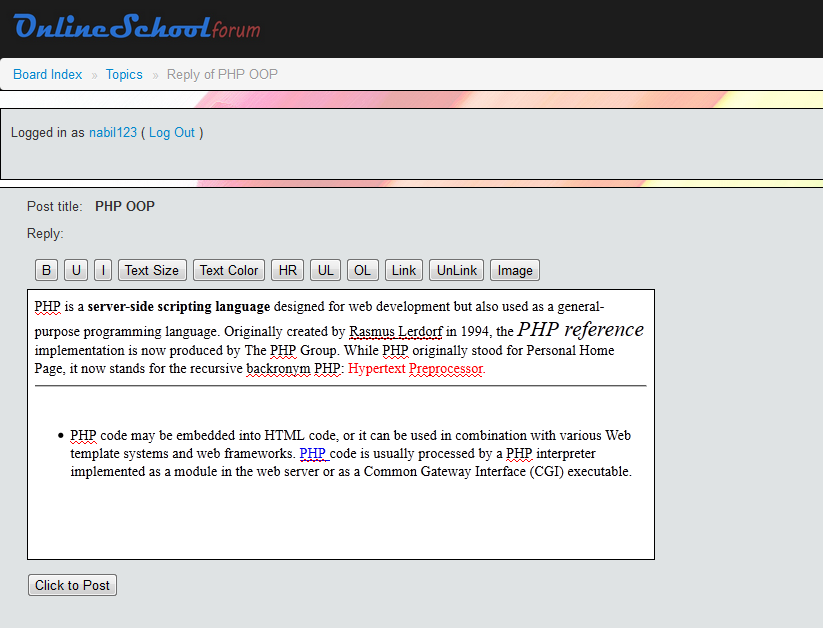 OnlineSchoolforum
Board Index » Topics » Reply of PHP OOP
Logged in as nabil123 ( Log Out )
Post title: PHP OOP
Reply:
B U I Text Size Text Color HR UL OL Link UnLink Image
PHP is a server-side scripting language designed for web development but also used as a general-
purpose programming language. Originally created by Rasmus Lerdorf in 1994, the PHP reference
implementation is now produced by The PHP Group. While PHP originally stood for Personal Home
Page, it now stands for the recursive backronym PHP: Hypertext Preprocessor.
• PHP code may be embedded into HTML code, or it can be used in combination with various Web
template systems and web frameworks. PHP code is usually processed by a PHP interpreter
implemented as a module in the web server or as a Common Gateway Interface (CGI) executable.
Click to Post